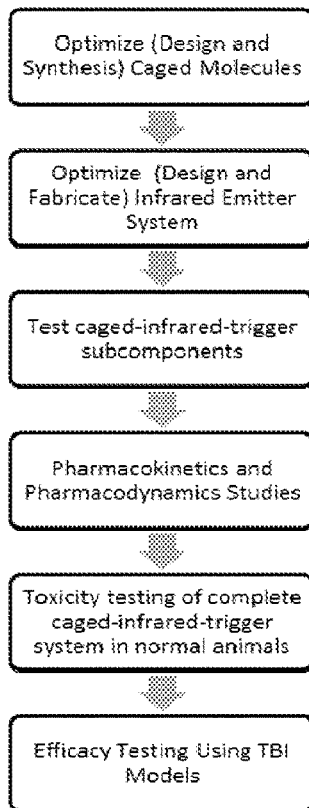 Optimize (Design and
Synthesis) Caged Molecules
Optimize (Design and
Fabricate) Infrared Emitter
System
Test caged-infrared-trigger
subcomponents
Pharmacokinetics and
Pharmacodynamics Studies
Toxicity testing of complete
caged-infrared-trigger
system in normal animals
Efficacy Testing Using TBI
Models